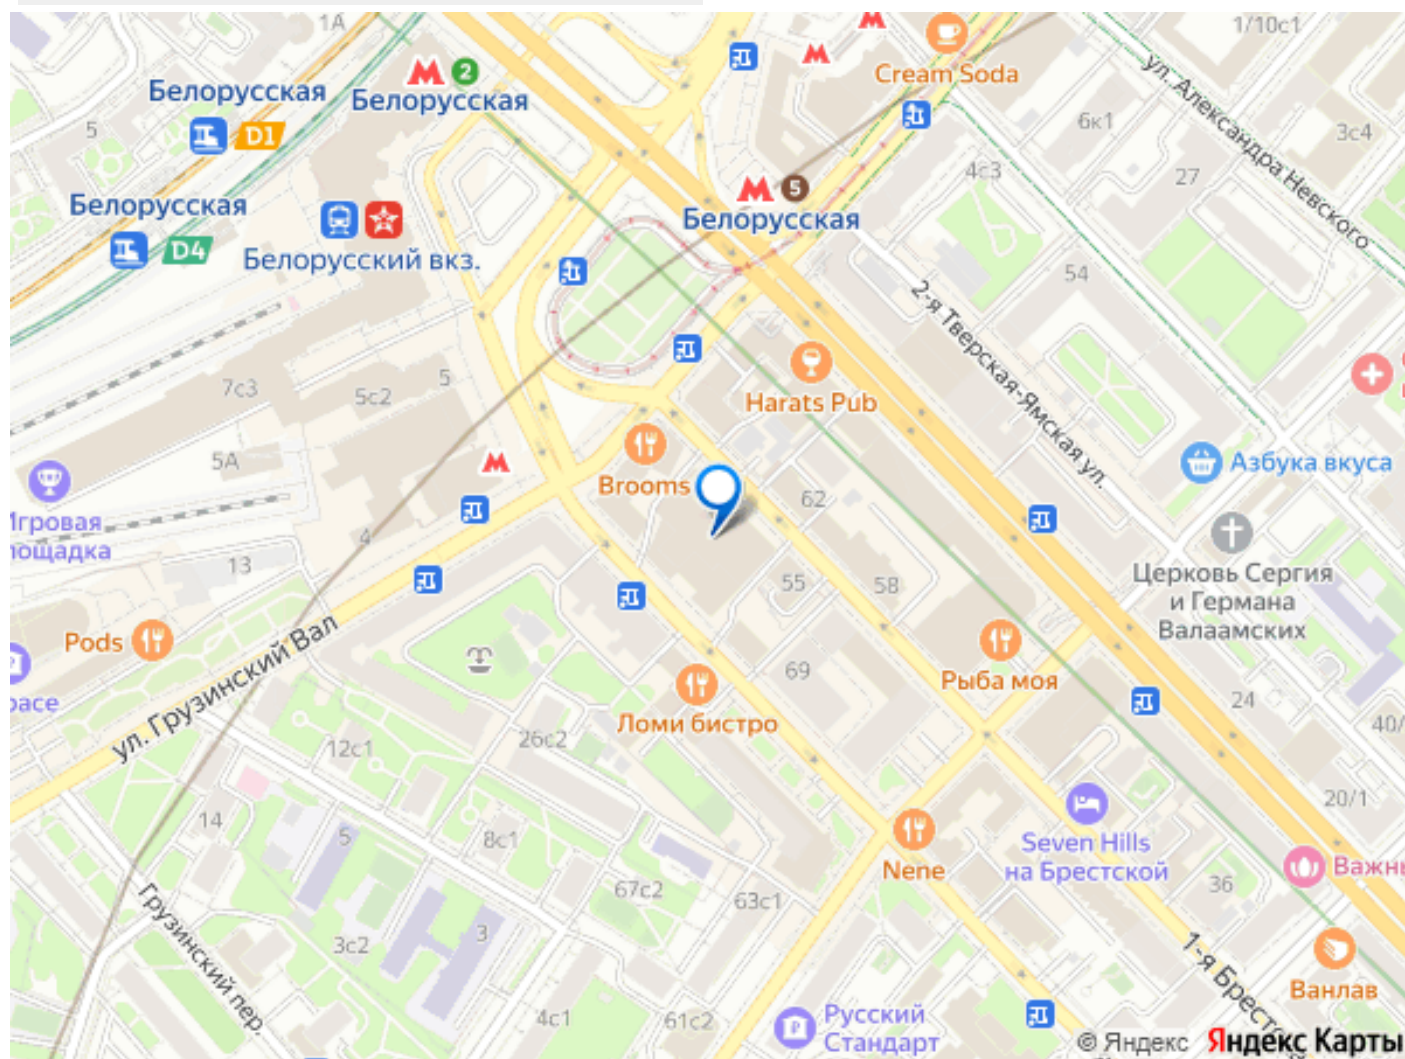 1А
1/10с1
Cream Soda
Белорусская
D1
2
Белорусская
ул. Александра Невского
5
6к1
3с4
4с3
27
5
Белорусская
Белорусская
D4
Белорусский вкз.
54
2-я Тверская-Ямская ул.
7с3
5с2
5
Harats Pub
5А
Азбука вкуса
Brooms
62
Игровая
площадка
4
13
55
58
Церковь Сергия
и Германа
Валаамских
Pods
ул. Грузинский Вал
69
Рыба моя
24
Ломи бистро
40/
12с1
26с2
20/1
14
5
8с1
Seven Hills
на Брестской
Nene
36
67с2
63с1
Грузинский пер.
3с2
3
1-я Брестс
Ванлав
4с1
61с2
Русский
Стандарт
© Яндекс Яндекс Карты